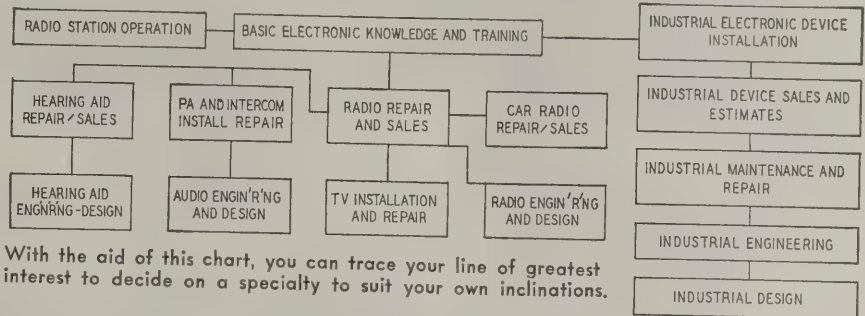 RADIO STATION OPERATION
BASIC ELECTRONIC KNOWLEDGE AND TRAINING
INDUSTRIAL ELECTRONIC DEVICE
INSTALLATION
HEARING AID
REPAIR/SALES
PA AND INTERCOM
INSTALL REPAIR
RADIO REPAIR
AND SALES
CAR RADIO
REPAIR/SALES
INDUSTRIAL DEVICE SALES AND
ESTIMATES
HEARING AID
ENG'N'R'NG-DESIGN
AUDIO ENGIN'R'NG
AND DESIGN
TV INSTALLATION
AND REPAIR
RADIO ENGIN'R'NG
AND DESIGN
INDUSTRIAL MAINTENANCE AND
REPAIR
INDUSTRIAL ENGINEERING
INDUSTRIAL DESIGN
With the aid of this chart, you can trace your line of greatest
interest to decide on a specialty to suit your own inclinations.